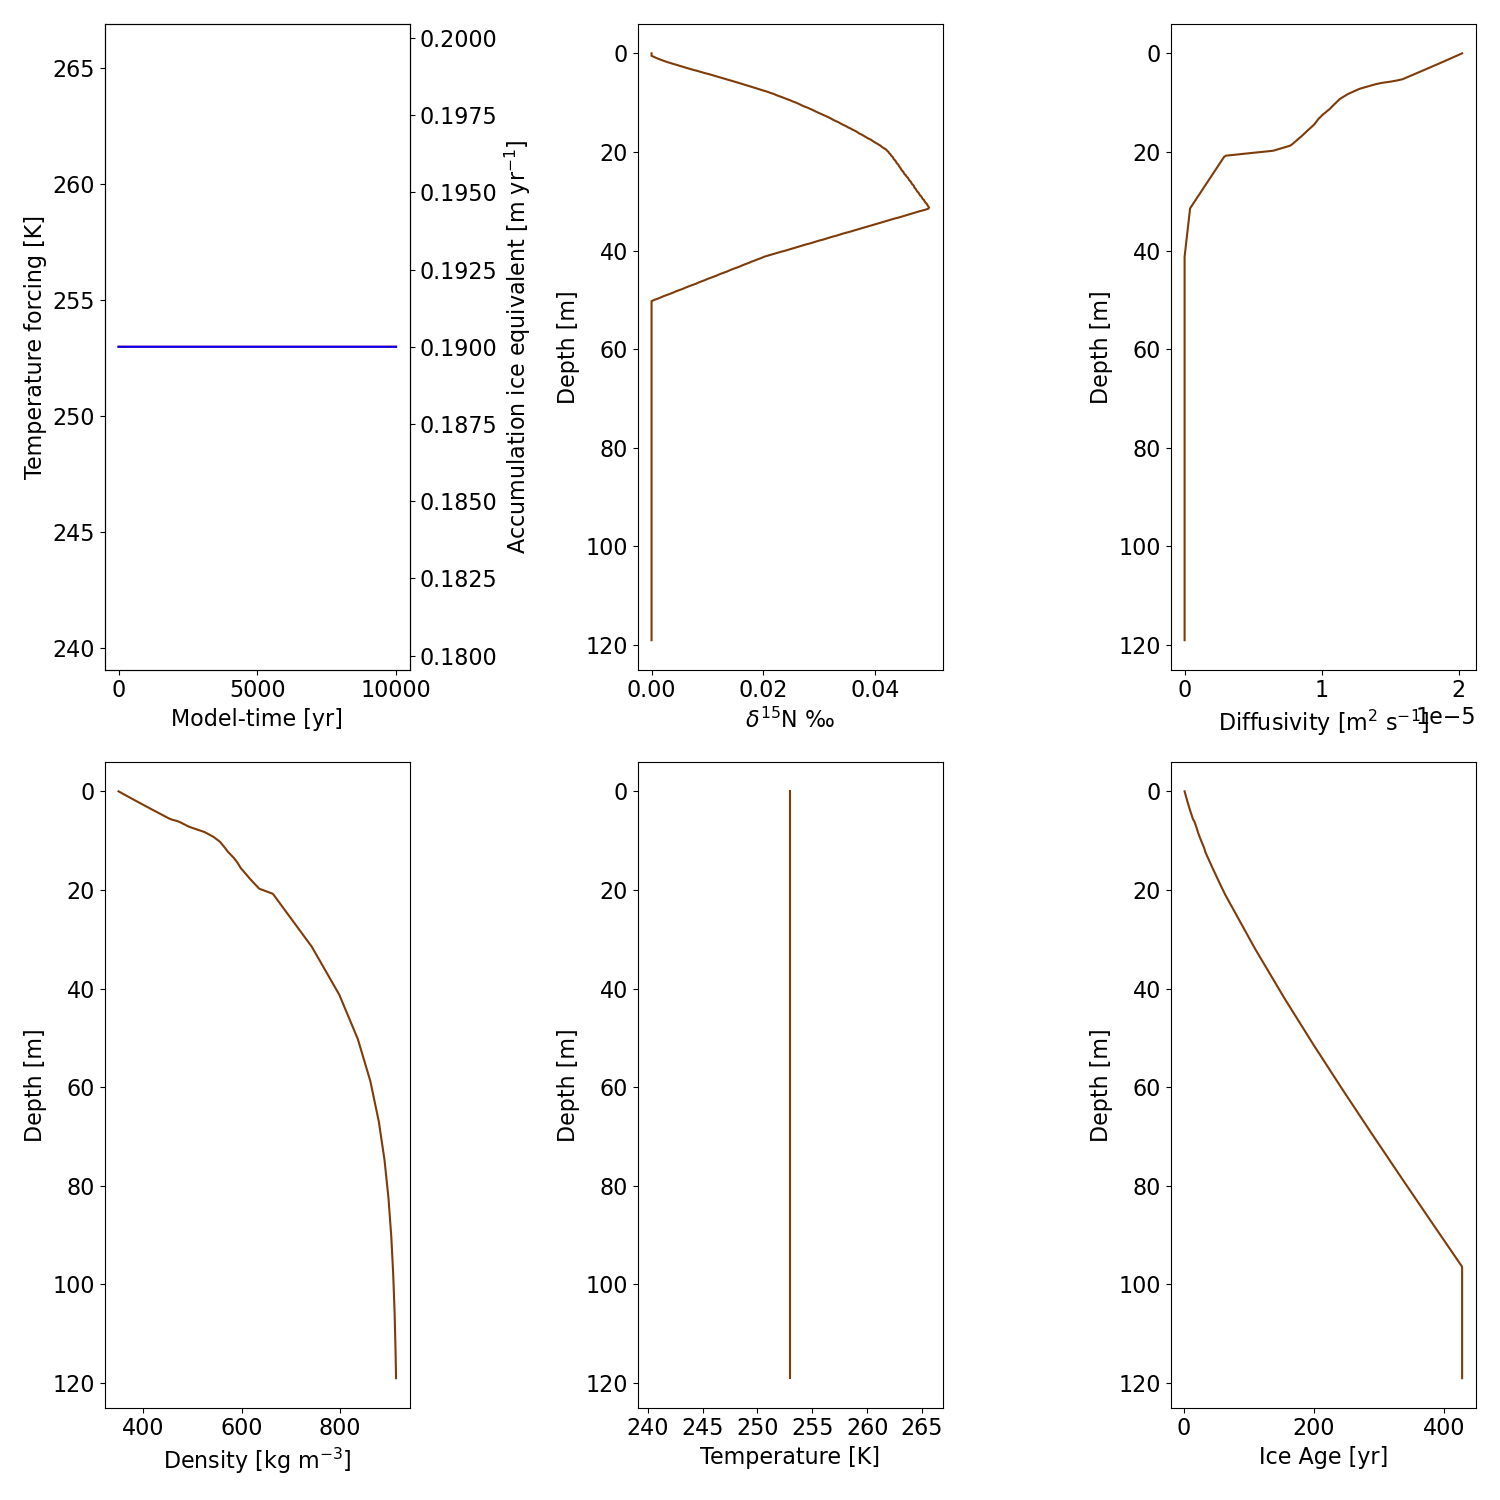 265
260
255
250
245
240
Temperature forcing [K]
0.2000
0.1975
0.1950
0.1925
0.1900
0.1875
0.1850
0.1825
0.1800
Accumulation ice equivalent [m yr⁻¹]
0 5000 10000
Model-time [yr]
0
20
40
60
80
100
120
Depth [m]
0.00 0.02 0.04
δ¹⁵N ‰
0
20
40
60
80
100
120
Depth [m]
0 1 2
Diffusivity [m² s⁻¹]
1e−5
0
20
40
60
80
100
120
Depth [m]
400 600 800
Density [kg m⁻³]
0
20
40
60
80
100
120
Depth [m]
240 245 250 255 260 265
Temperature [K]
0
20
40
60
80
100
120
Depth [m]
0 200 400
Ice Age [yr]